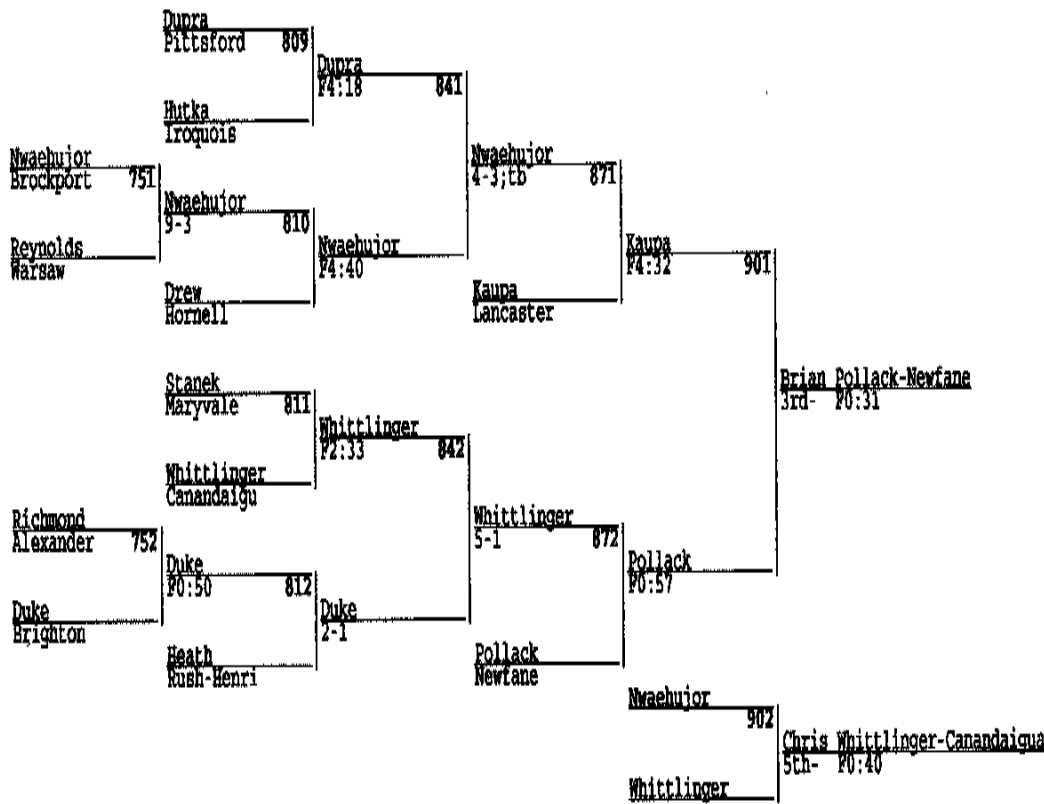 Dupra
Pittsford 809
Dupra
F4:18 841
Hutka
Iroquois
Nwaehujor
Brockport 751
Nwaehujor
4-3;tb 871
Nwaehujor
9-3 810
Reynolds
Warsaw
Nwaehujor
F4:40
Kaupa
F4:32 901
Drew
Hornell
Kaupa
Lancaster
Stanek
Maryvale 811
Brian Pollack-Newfane
3rd- F0:31
Whittlinger
F2:33 842
Whittlinger
Canandaigu
Richmond
Alexander 752
Whittlinger
5-1 872
Duke
F0:50 812
Pollack
F0:57
Duke
Brighton
Duke
2-1
Heath
Rush-Henri
Pollack
Newfane
Nwaehujor
902
Chris Whittlinger-Canandaigua
5th- F0:40
Whittlinger